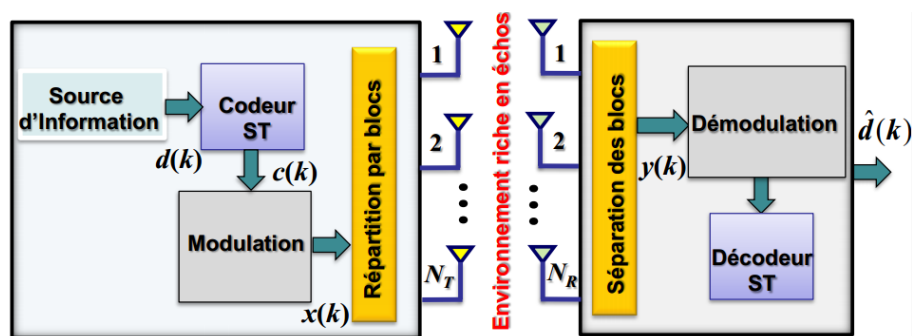 Source
d'Information
Codeur
ST
d(k)
c(k)
Modulation
x(k)
Répartition par blocs
1
2
N_T
Environnement riche en échos
1
2
N_R
Séparation des blocs
y(k)
Démodulation
d̂(k)
Décodeur
ST